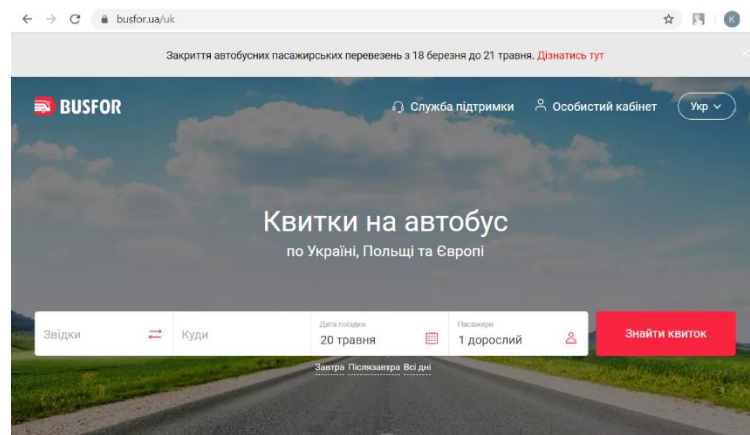 busfor.ua/uk
K
Закриття автобусних пасажирських перевезень з 18 березня до 21 травня. Дізнатись тут
BUSFOR
Служба підтримки
Особистий кабінет
Укр
Квитки на автобус
по Україні, Польщі та Європі
Звідки
Куди
Дата поїздки
20 травня
Пасажири
1 дорослий
Знайти квиток
Завтра Післязавтра Всі дні